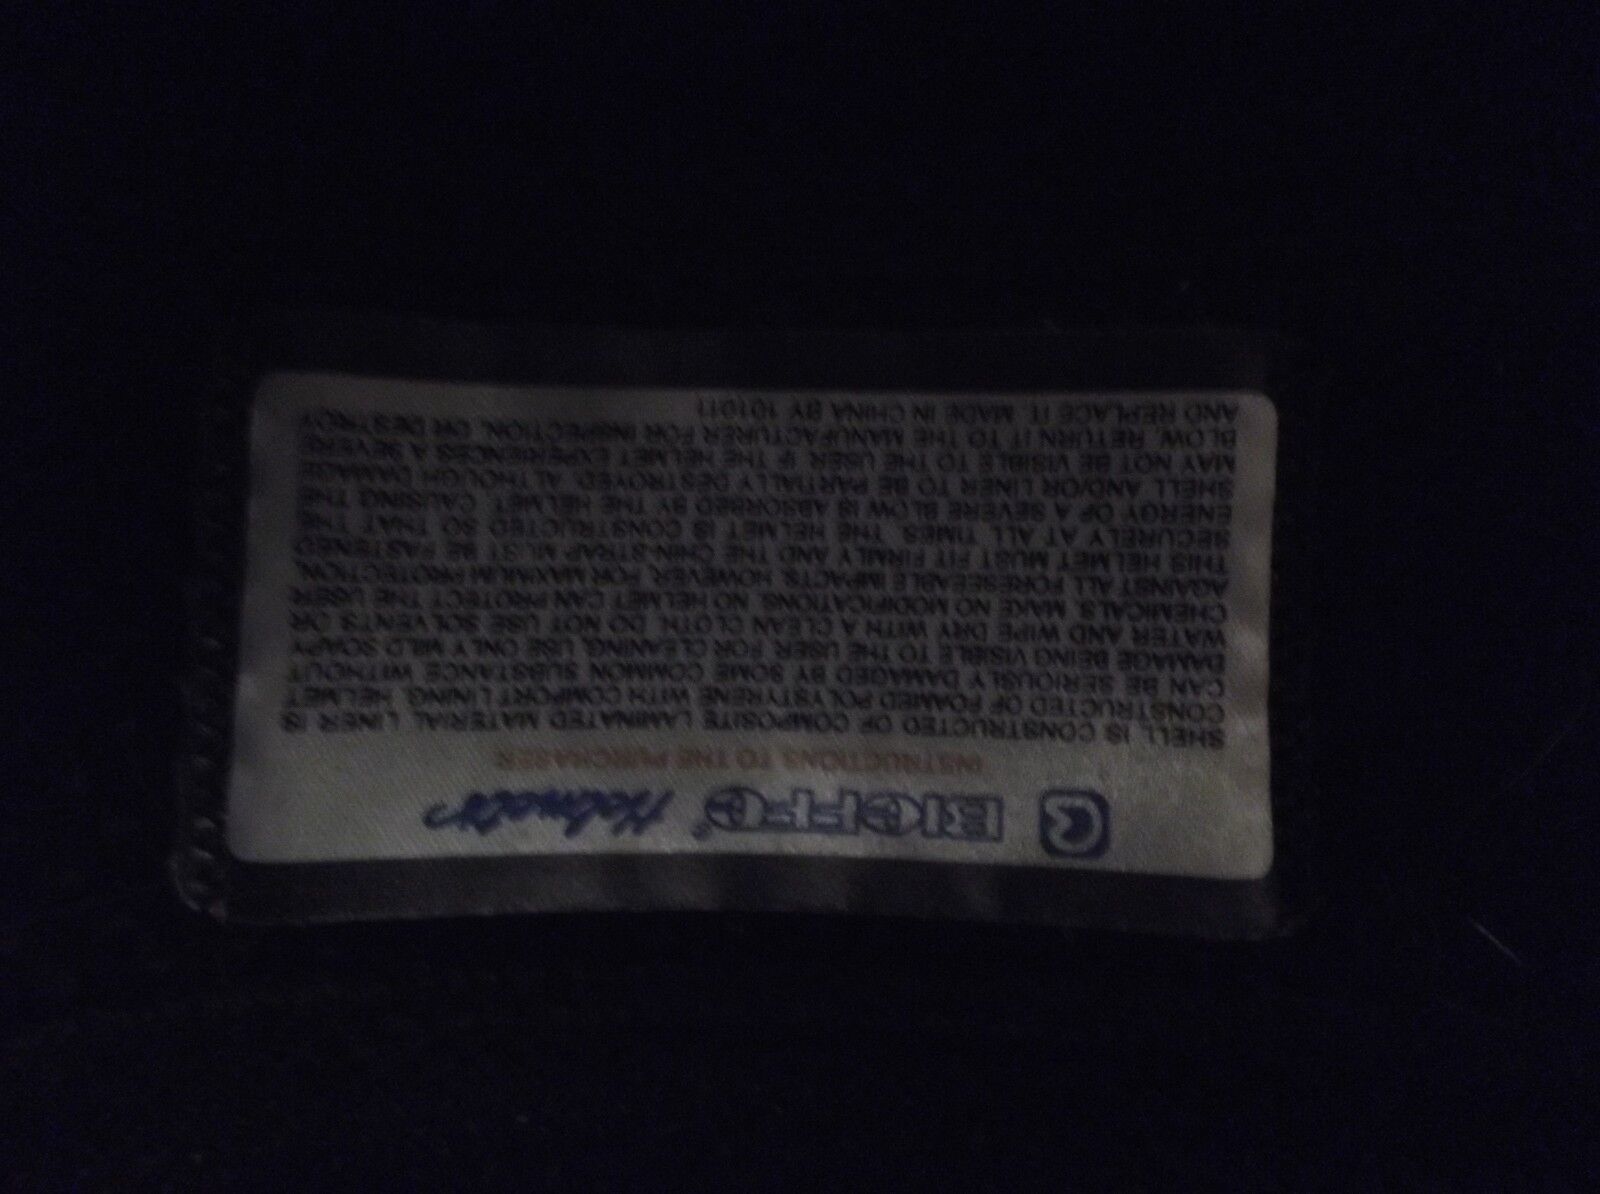 BIEFFE Helmets
INSTRUCTIONS TO THE PURCHASER
SHELL IS CONSTRUCTED OF COMPOSITE LAMINATED MATERIAL LINER IS
CONSTRUCTED OF FOAMED POLYSTYRENE WITH COMFORT LINING. HELMET
CAN BE SERIOUSLY DAMAGED BY SOME COMMON SUBSTANCE WITHOUT
DAMAGE BEING VISIBLE TO THE USER. FOR CLEANING, USE ONLY MILD SOAPY
WATER AND WIPE DRY WITH A CLEAN CLOTH. DO NOT USE SOLVENTS OR
CHEMICALS. MAKE NO MODIFICATIONS. NO HELMET CAN PROTECT THE USER
AGAINST ALL FORESEEABLE IMPACTS. HOWEVER, FOR MAXIMUM PROTECTION,
THIS HELMET MUST FIT FIRMLY AND THE CHIN-STRAP MUST BE FASTENED
SECURELY AT ALL TIMES. THE HELMET IS CONSTRUCTED SO THAT THE
ENERGY OF A SEVERE BLOW IS ABSORBED BY THE HELMET, CAUSING THE
SHELL AND/OR LINER TO BE PARTIALLY DESTROYED. ALTHOUGH DAMAGE
MAY NOT BE VISIBLE TO THE USER IF THE HELMET EXPERIENCES A SEVERE
BLOW, RETURN IT TO THE MANUFACTURER FOR INSPECTION, OR DESTROY
AND REPLACE IT. MADE IN CHINA BY 101011